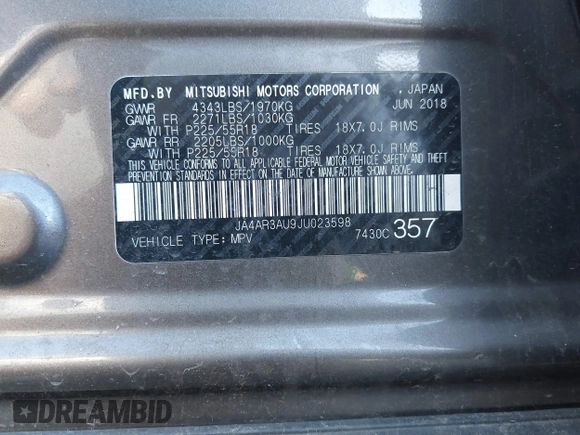 MFD.BY MITSUBISHI MOTORS CORPORATION , JAPAN
GVWR 4343LBS/1970KG JUN 2018
GAWR FR 2271LBS/1030KG
WITH P225/55R18 TIRES 18X7.0J RIMS
GAWR RR 2205LBS/1000KG
WITH P225/55R18 TIRES 18X7.0J RIMS
THIS VEHICLE CONFORMS TO ALL APPLICABLE FEDERAL MOTOR VEHICLE SAFETY AND THEFT
PREVENTION STANDARDS IN EFFECT ON THE DATE OF MANUFACTURE SHOWN ABOVE.
JA4AR3AU9JU023598
VEHICLE TYPE: MPV 7430C 357
DREAMBID